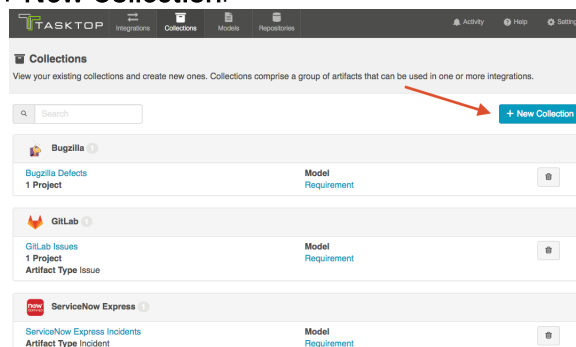 New Collection.
TASKTOP
Integrations
Collections
Models
Repositories
Activity
Help
Setting
Collections
View your existing collections and create new ones. Collections comprise a group of artifacts that can be used in one or more integrations.
Search
+ New Collection
Bugzilla
Bugzilla Defects
1 Project
Model
Requirement
GitLab
GitLab Issues
1 Project
Artifact Type Issue
Model
Requirement
now
ServiceNow Express
ServiceNow Express Incidents
Artifact Type Incident
Model
Requirement